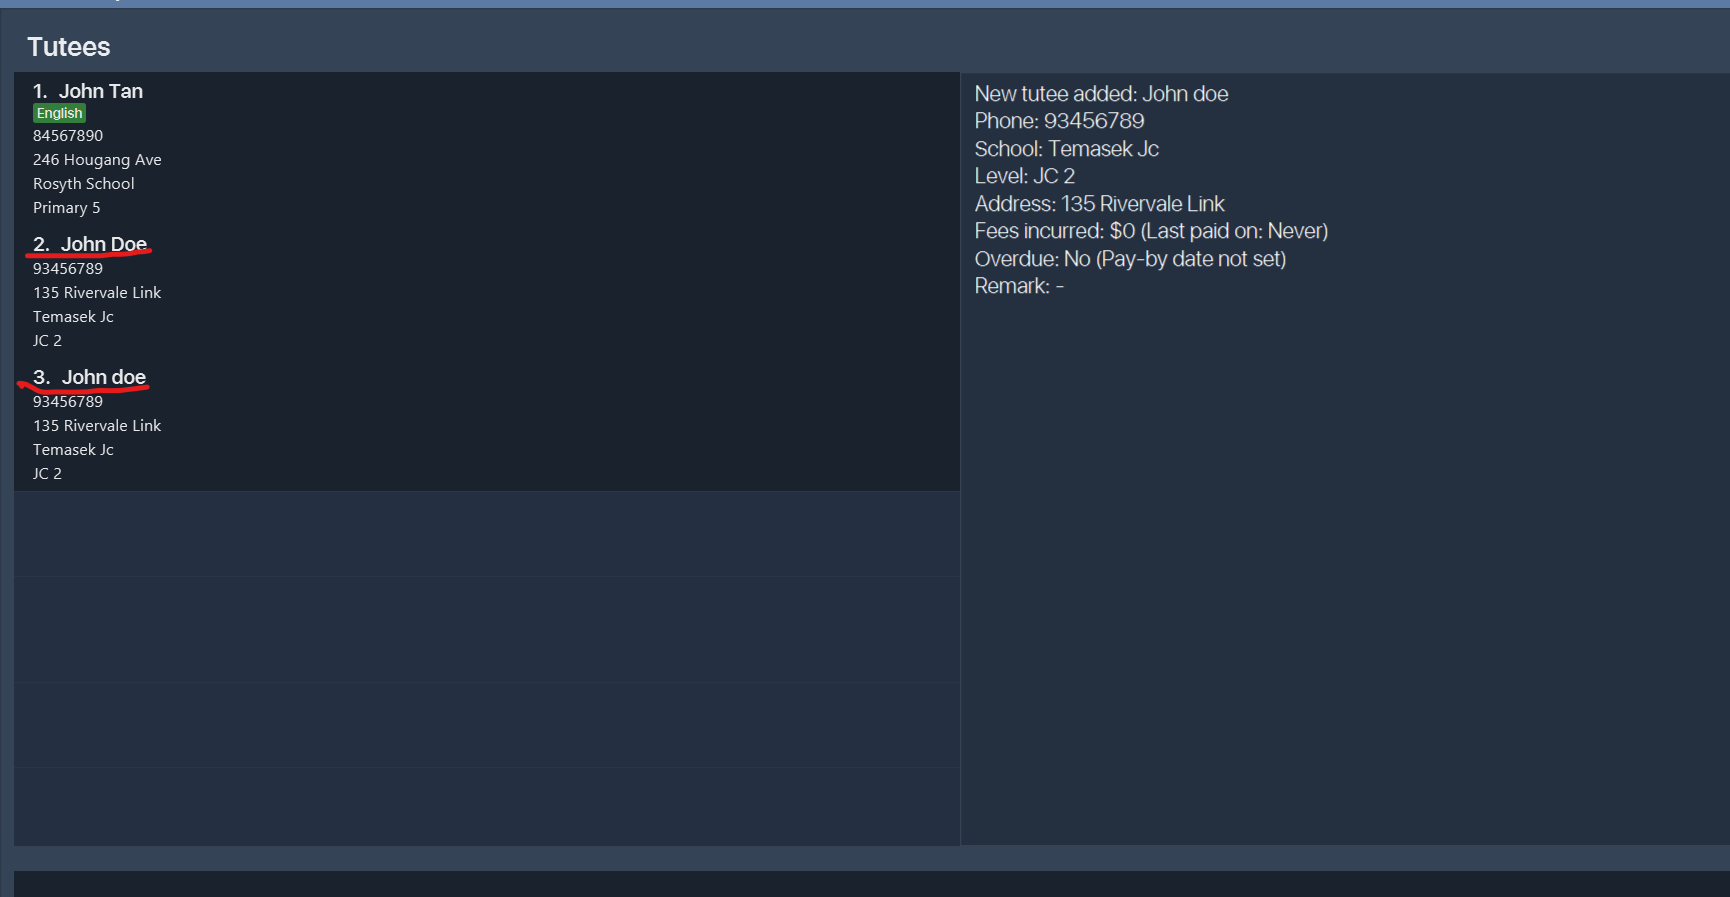 Tutees
1. John Tan
English
84567890
246 Hougang Ave
Rosyth School
Primary 5
2. John Doe
93456789
135 Rivervale Link
Temasek Jc
JC 2
3. John doe
93456789
135 Rivervale Link
Temasek Jc
JC 2
New tutee added: John doe
Phone: 93456789
School: Temasek Jc
Level: JC 2
Address: 135 Rivervale Link
Fees incurred: $0 (Last paid on: Never)
Overdue: No (Pay-by date not set)
Remark: -